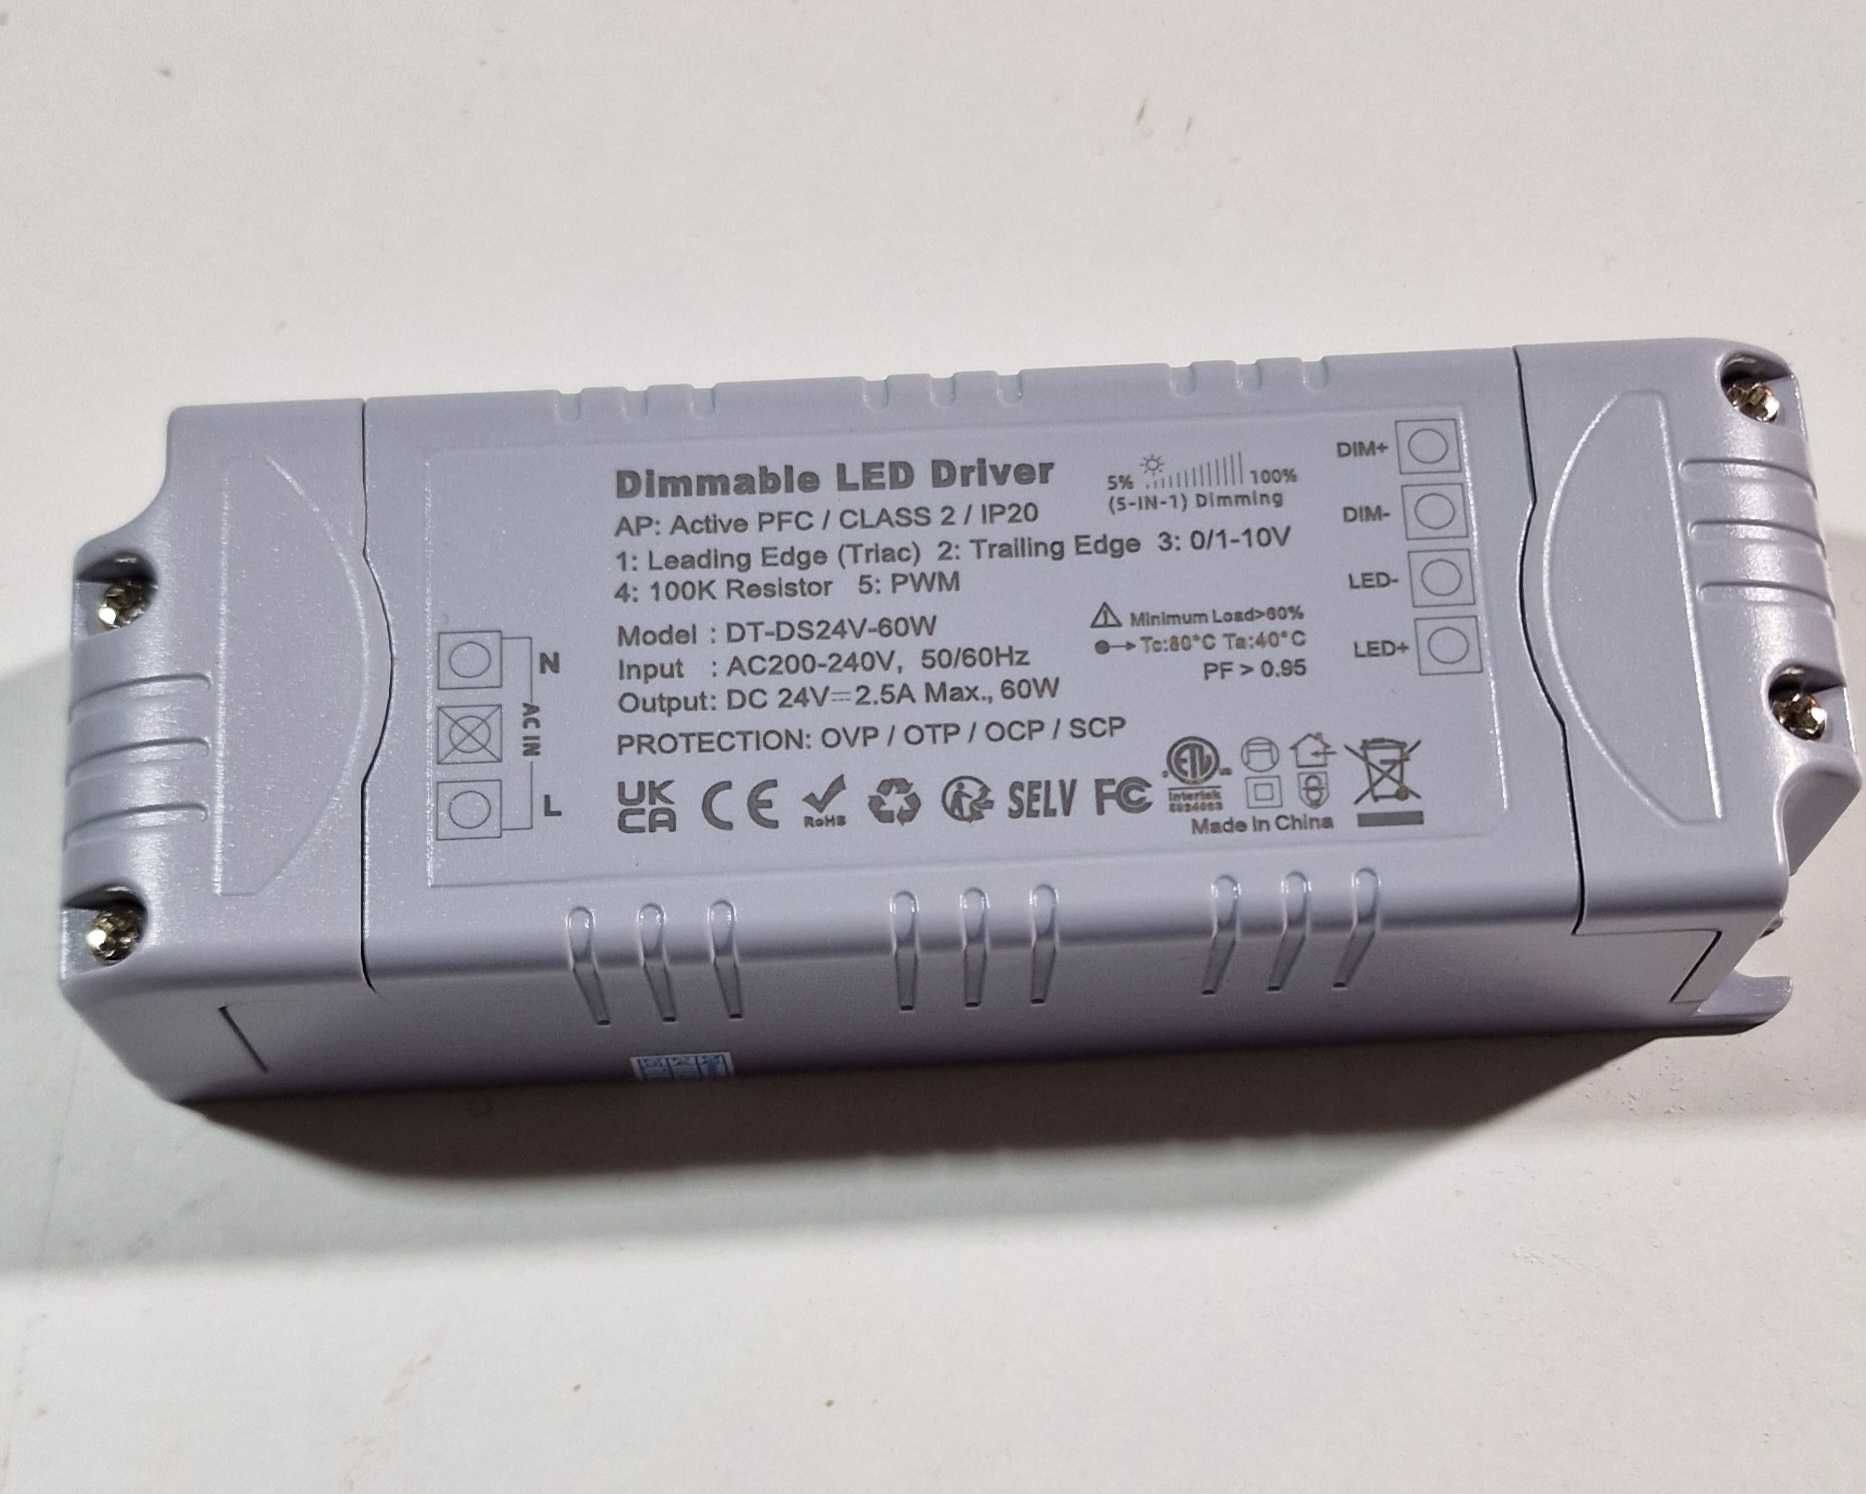 Dimmable LED Driver
5% 100%
(5-IN-1) Dimming
AP: Active PFC / CLASS 2 / IP20
1: Leading Edge (Triac) 2: Trailing Edge 3: 0/1-10V
4: 100K Resistor 5: PWM
Model : DT-DS24V-60W
Input : AC200-240V, 50/60Hz
Output: DC 24V⎓2.5A Max., 60W
PROTECTION: OVP / OTP / OCP / SCP
Minimum Load>60%
Tc:80°C Ta:40°C
PF > 0.95
N
AC IN
L
DIM+
DIM-
LED-
LED+
UK
CA
CE
RoHS
SELV
FC
ETL
Intertek
Made in China